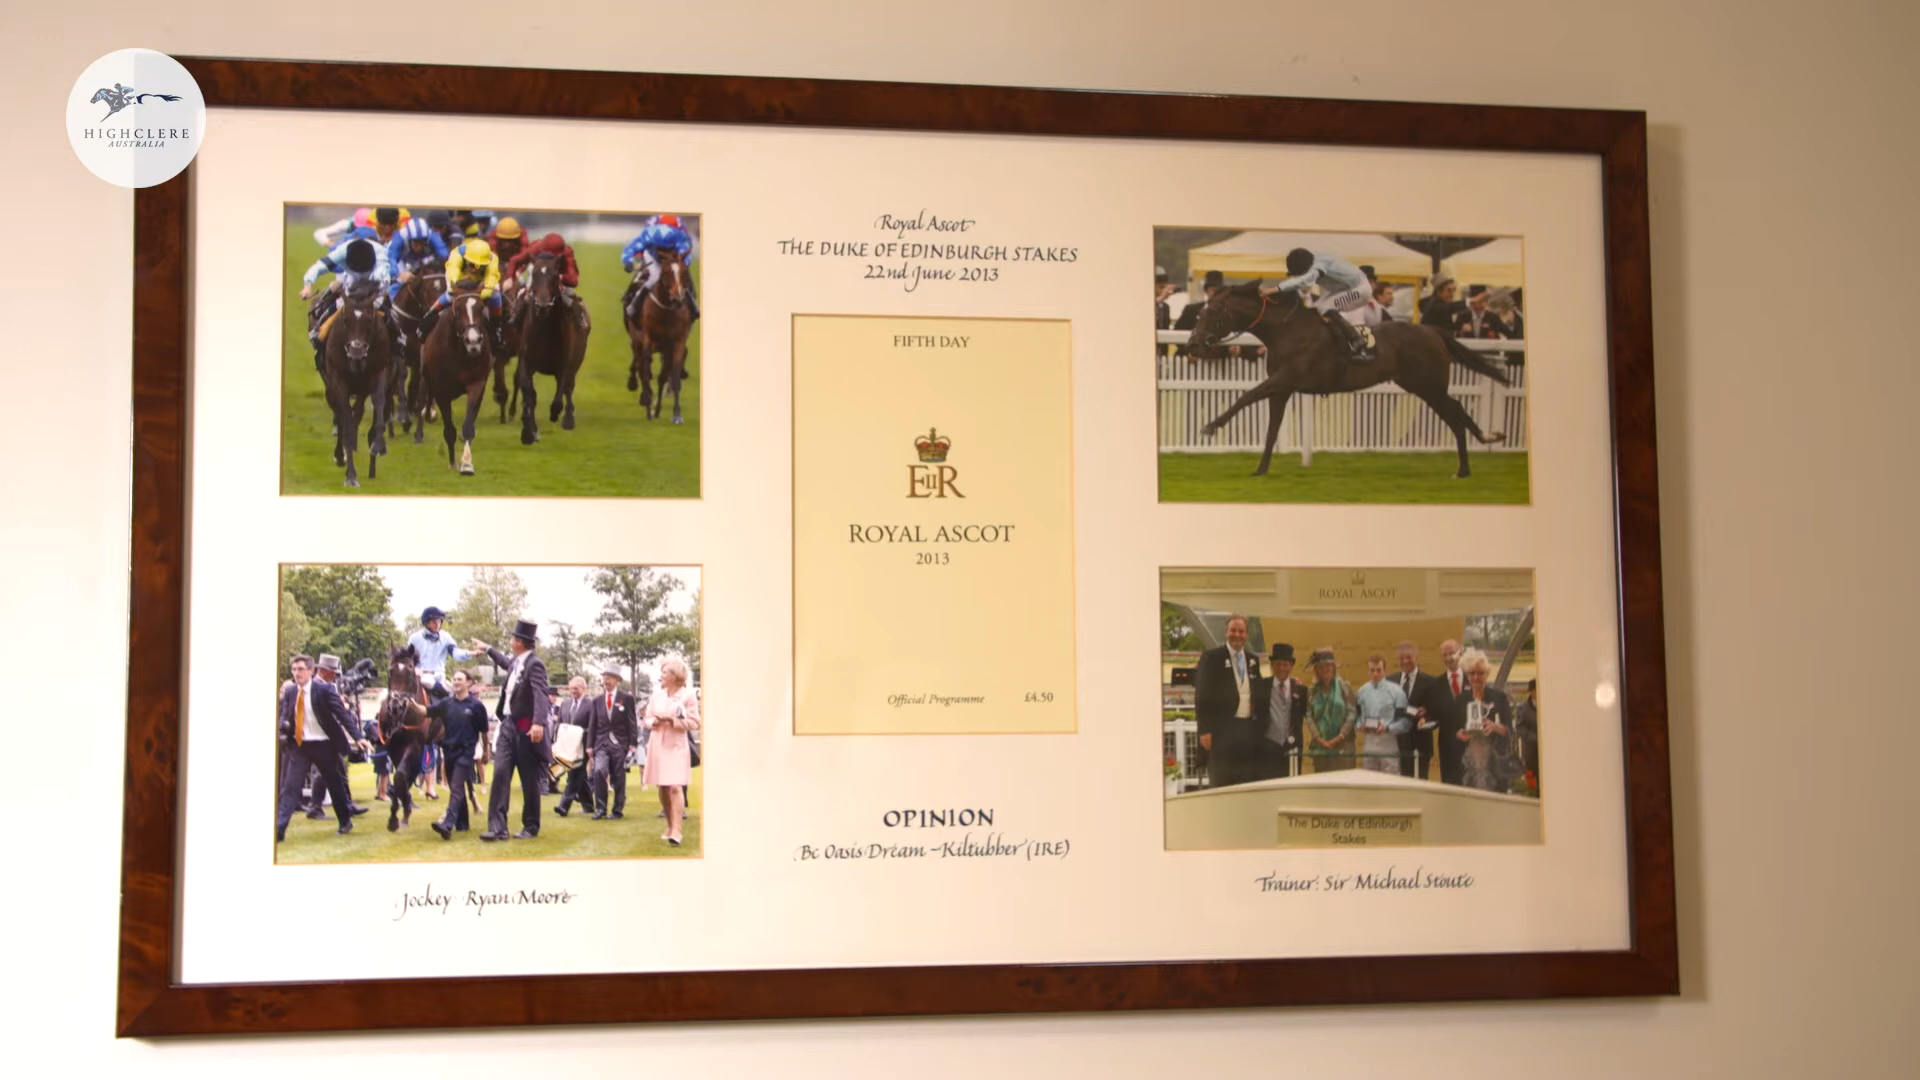 HIGHCLERE
AUSTRALIA
Royal Ascot
THE DUKE OF EDINBURGH STAKES
22nd June 2013
FIFTH DAY
EIIR
ROYAL ASCOT
2013
Official Programme £4.50
OPINION
Bc Oasis Dream - Kiltubber (IRE)
Jockey Ryan Moore
amlin
ROYAL ASCOT
The Duke of Edinburgh
Stakes
Trainer: Sir Michael Stoute